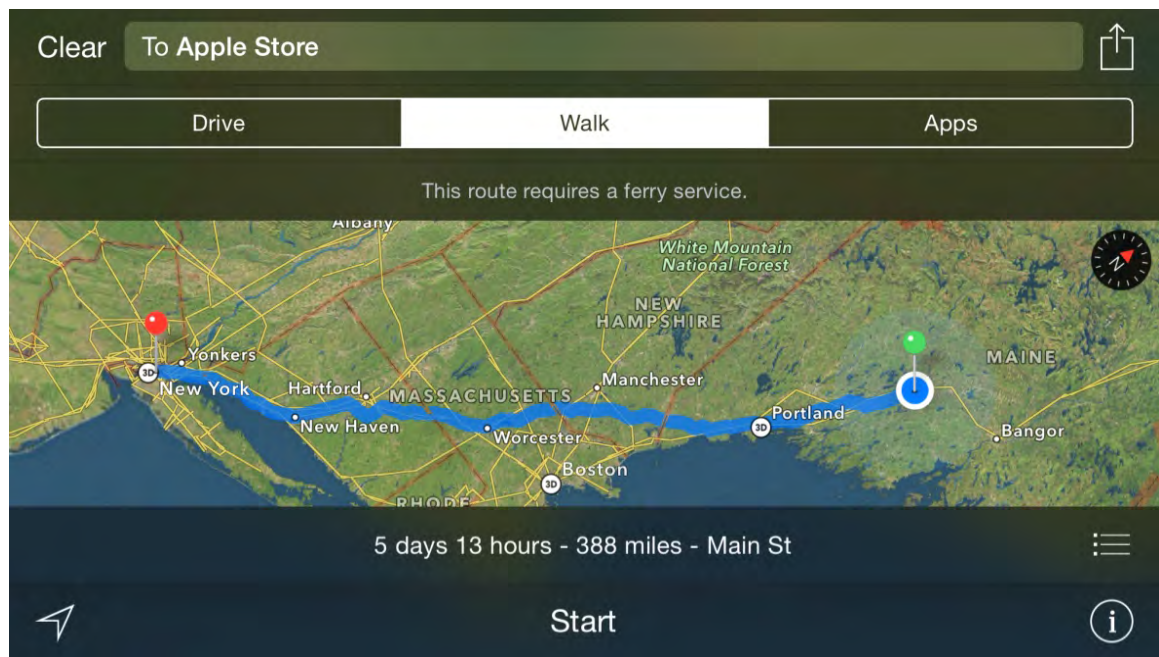 Clear
To Apple Store
Drive
Walk
Apps
This route requires a ferry service.
Albany
White Mountain
National Forest
N
NEW
HAMPSHIRE
Yonkers
MAINE
3D
New York
Hartford
MASSACHUSETTS
Manchester
New Haven
Portland
3D
Worcester
Bangor
Boston
3D
RHODE
5 days 13 hours - 388 miles - Main St
Start
i